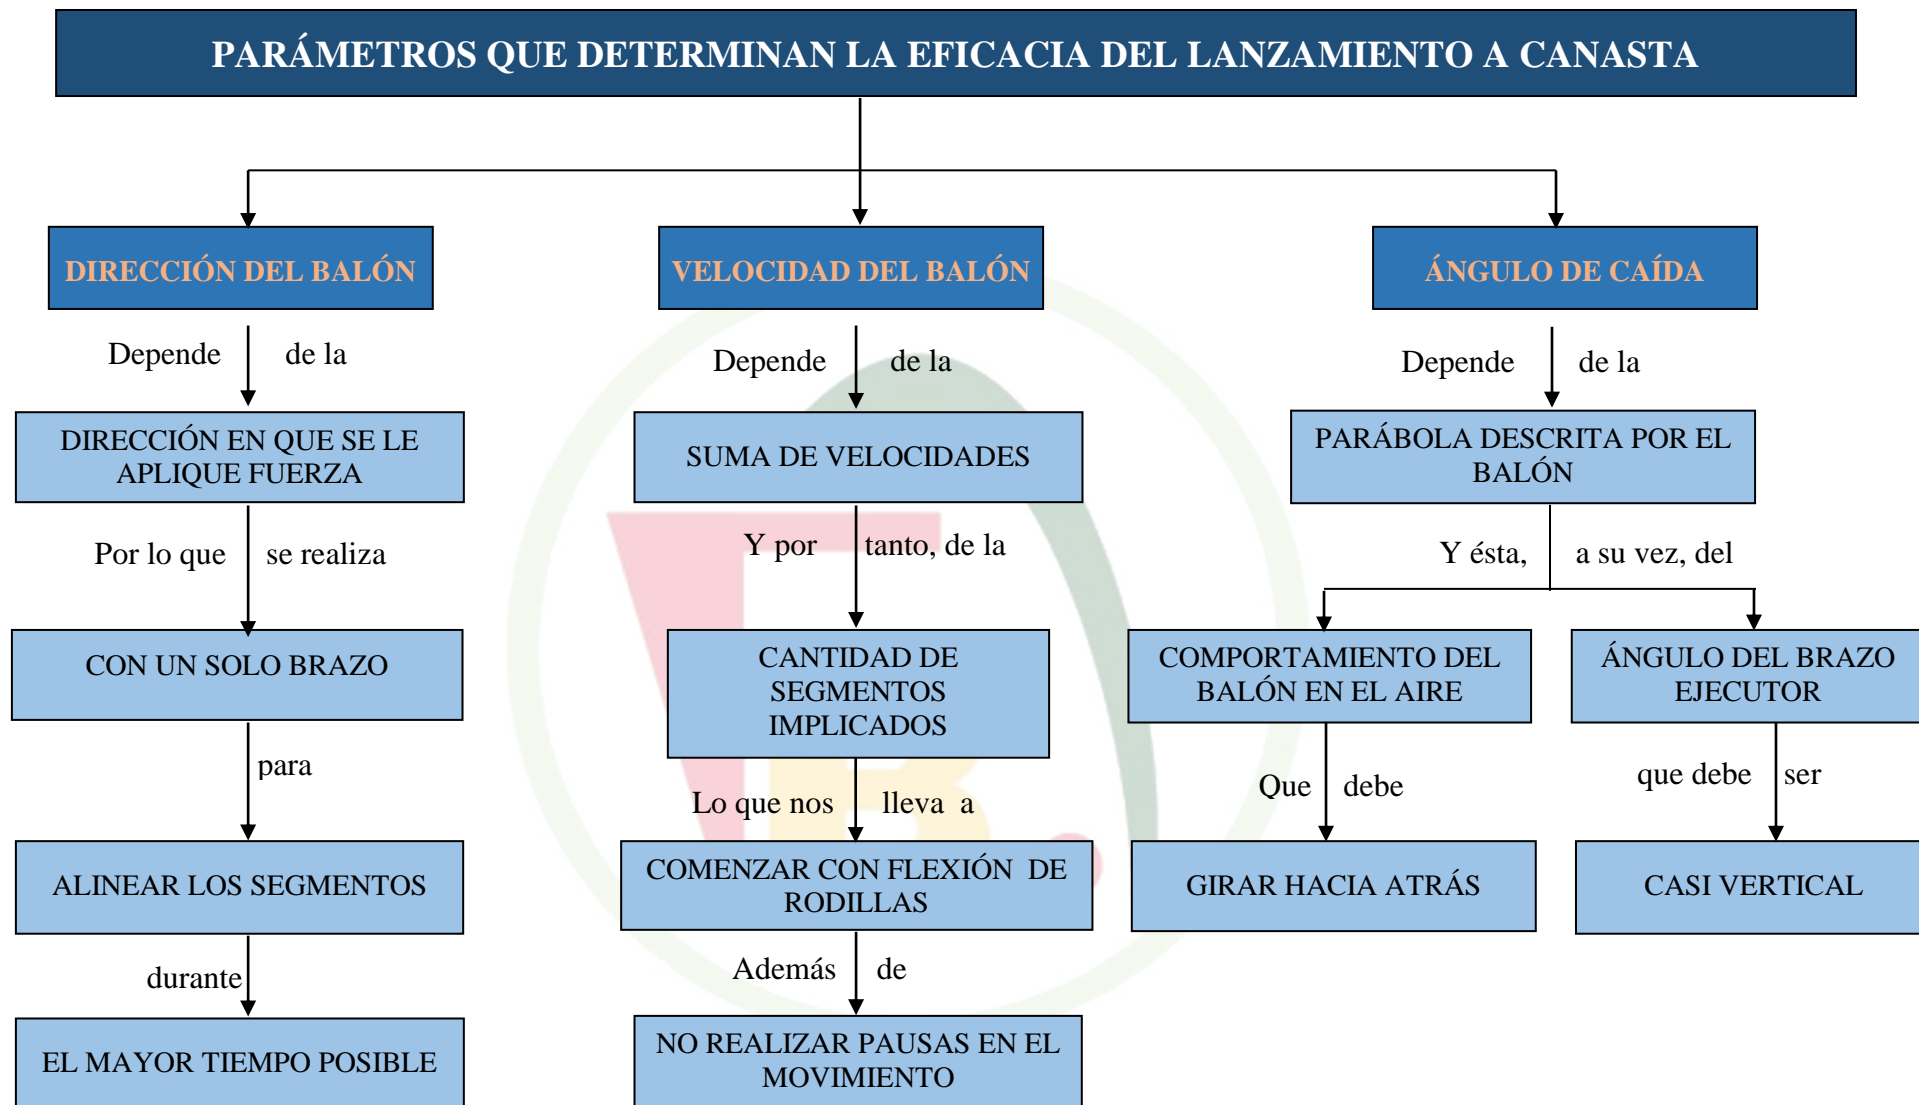 PARÁMETROS QUE DETERMINAN LA EFICACIA DEL LANZAMIENTO A CANASTA
DIRECCIÓN DEL BALÓN
Depende de la
DIRECCIÓN EN QUE SE LE
APLIQUE FUERZA
Por lo que se realiza
CON UN SOLO BRAZO
para
ALINEAR LOS SEGMENTOS
durante
EL MAYOR TIEMPO POSIBLE
VELOCIDAD DEL BALÓN
Depende de la
SUMA DE VELOCIDADES
Y por tanto, de la
CANTIDAD DE
SEGMENTOS
IMPLICADOS
Lo que nos lleva a
COMENZAR CON FLEXIÓN DE
RODILLAS
Además de
NO REALIZAR PAUSAS EN EL
MOVIMIENTO
ÁNGULO DE CAÍDA
Depende de la
PARÁBOLA DESCRITA POR EL
BALÓN
Y ésta, a su vez, del
COMPORTAMIENTO DEL
BALÓN EN EL AIRE
Que debe
GIRAR HACIA ATRÁS
ÁNGULO DEL BRAZO
EJECUTOR
que debe ser
CASI VERTICAL
B.